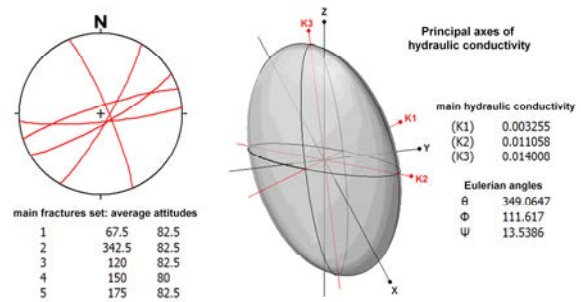 N
main fractures set: average attitudes
1 67.5 82.5
2 342.5 82.5
3 120 82.5
4 150 80
5 175 82.5
Z
K3
K1
Y
K2
X
Principal axes of
hydraulic conductivity
main hydraulic conductivity
(K1) 0.003255
(K2) 0.011058
(K3) 0.014008
Eulerian angles
θ 349.0647
Φ 111.617
Ψ 13.5386